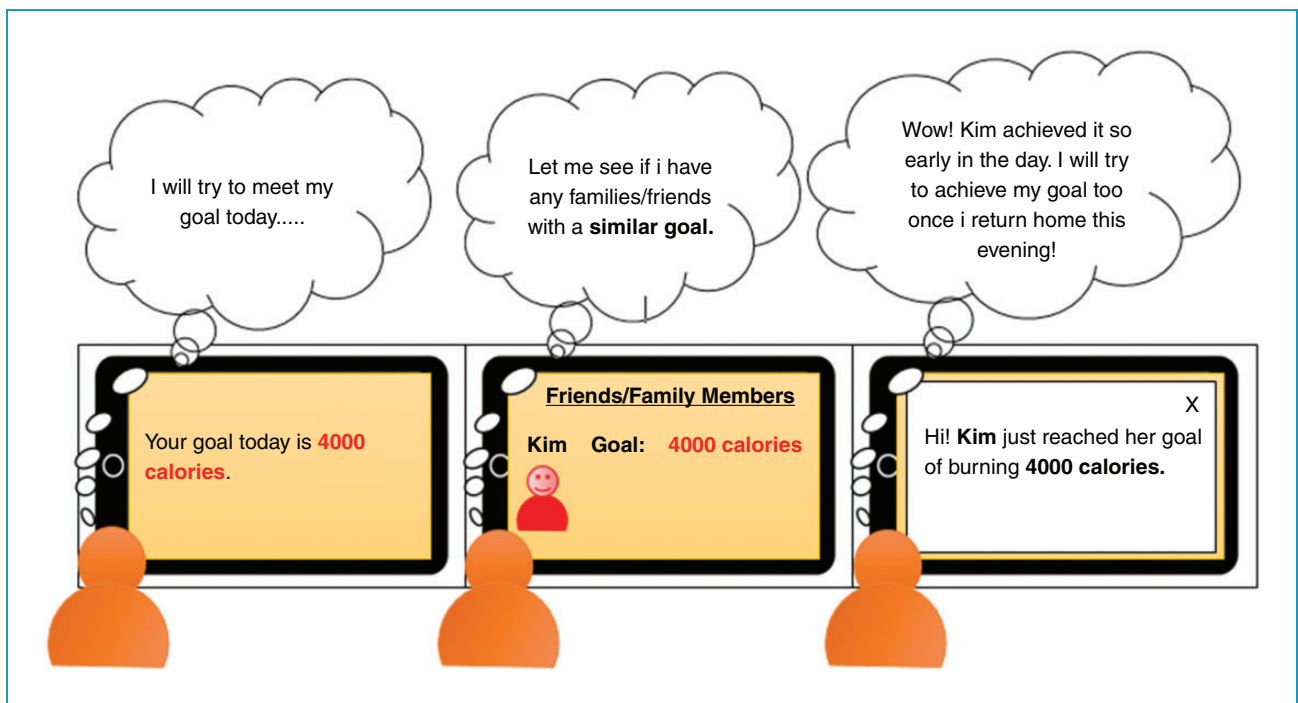 I will try to meet my
goal today.....
Let me see if i have
any families/friends
with a similar goal.
Wow! Kim achieved it so
early in the day. I will try
to achieve my goal too
once i return home this
evening!
Your goal today is 4000
calories.
Friends/Family Members
Kim Goal: 4000 calories
X
Hi! Kim just reached her goal
of burning 4000 calories.